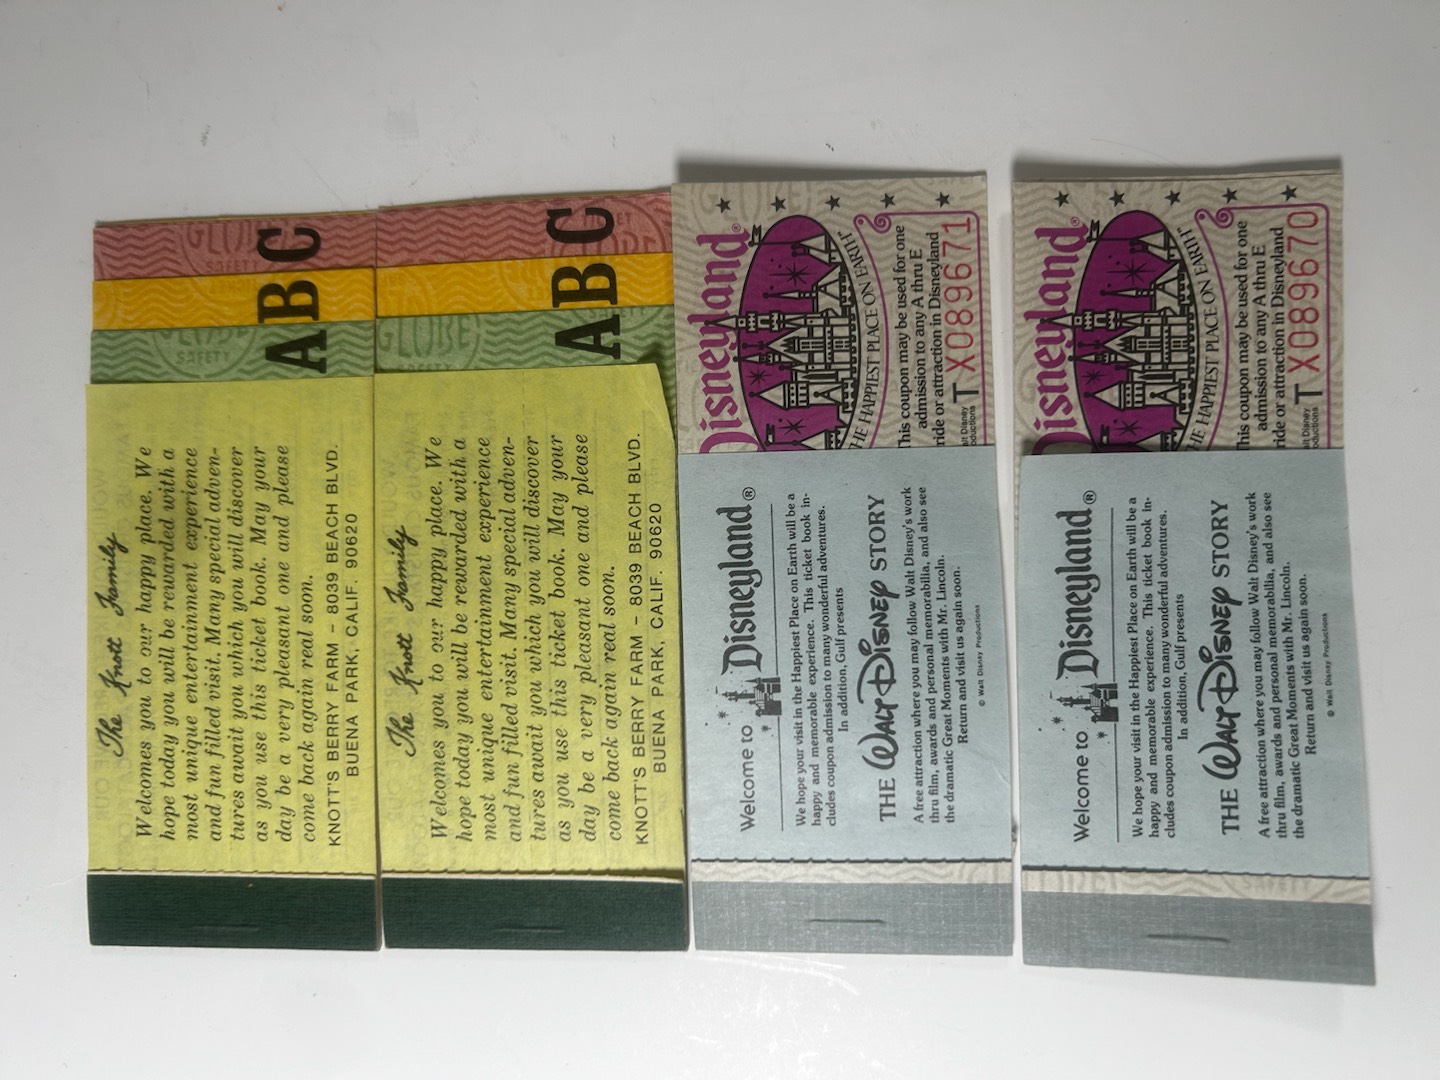 GLOBE
C
B
A
SAFETY
The Knott Family
Welcomes you to our happy place. We
hope today you will be rewarded with a
most unique entertainment experience
and fun filled visit. Many special adven-
tures await you which you will discover
as you use this ticket book. May your
day be a very pleasant one and please
come back again real soon.
KNOTT'S BERRY FARM – 8039 BEACH BLVD.
BUENA PARK, CALIF. 90620
C
B
A
GLOBE
SAFETY
The Knott Family
Welcomes you to our happy place. We
hope today you will be rewarded with a
most unique entertainment experience
and fun filled visit. Many special adven-
tures await you which you will discover
as you use this ticket book. May your
day be a very pleasant one and please
come back again real soon.
KNOTT'S BERRY FARM – 8039 BEACH BLVD.
BUENA PARK, CALIF. 90620
Disneyland®
THE HAPPIEST PLACE ON EARTH
This coupon may be used for one
admission to any A thru E
ride or attraction in Disneyland
T X089671
Welcome to Disneyland®
We hope your visit in the Happiest Place on Earth will be a
happy and memorable experience. This ticket book in-
cludes coupon admission to many wonderful adventures.
In addition, Gulf presents
THE WALT DISNEY STORY
A free attraction where you may follow Walt Disney's work
thru film, awards and personal memorabilia, and also see
the dramatic Great Moments with Mr. Lincoln.
Return and visit us again soon.
© Walt Disney Productions
Disneyland®
THE HAPPIEST PLACE ON EARTH
This coupon may be used for one
admission to any A thru E
ride or attraction in Disneyland
T X089670
Welcome to Disneyland®
We hope your visit in the Happiest Place on Earth will be a
happy and memorable experience. This ticket book in-
cludes coupon admission to many wonderful adventures.
In addition, Gulf presents
THE WALT DISNEY STORY
A free attraction where you may follow Walt Disney's work
thru film, awards and personal memorabilia, and also see
the dramatic Great Moments with Mr. Lincoln.
Return and visit us again soon.
© Walt Disney Productions